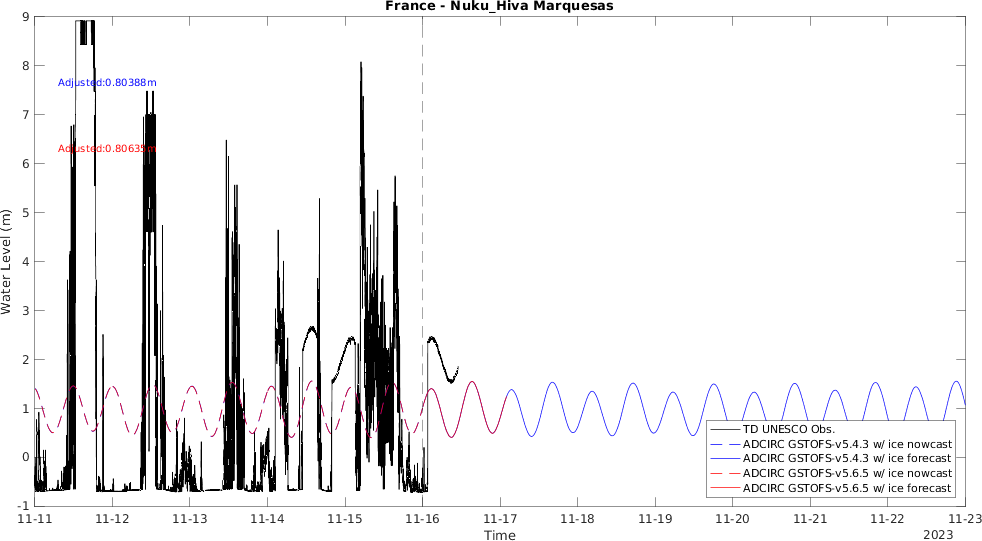 France - Nuku_Hiva Marquesas
9
8
7
6
5
4
3
2
1
0
-1
Water Level (m)
Adjusted:0.80388m
Adjusted:0.80635m
TD UNESCO Obs.
ADCIRC GSTOFS-v5.4.3 w/ ice nowcast
ADCIRC GSTOFS-v5.4.3 w/ ice forecast
ADCIRC GSTOFS-v5.6.5 w/ ice nowcast
ADCIRC GSTOFS-v5.6.5 w/ ice forecast
11-11 11-12 11-13 11-14 11-15 11-16 11-17 11-18 11-19 11-20 11-21 11-22 11-23
Time
2023